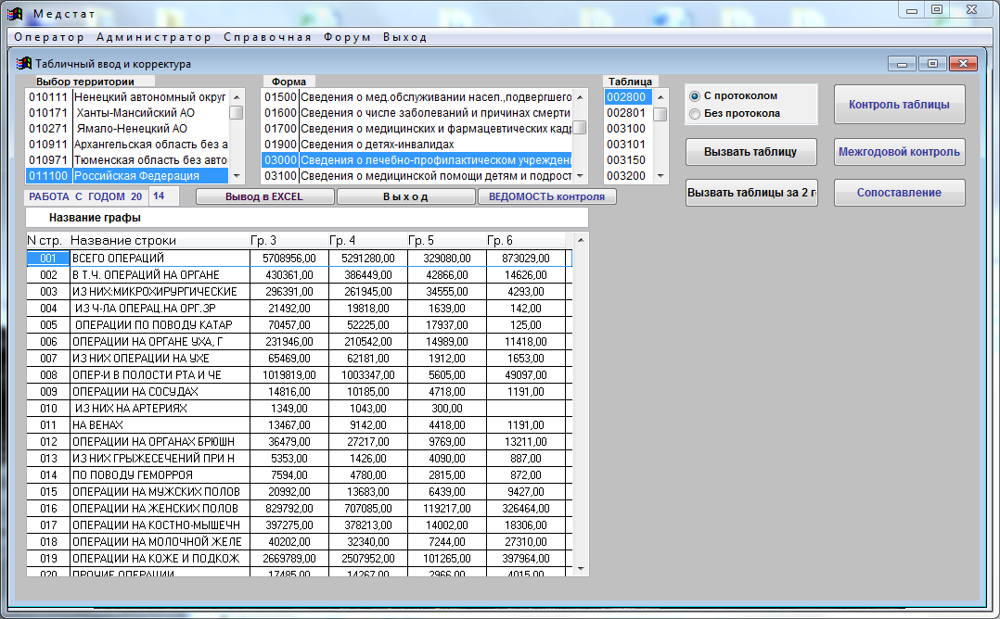 Медстат
Оператор Администратор Справочная Форум Выход
Табличный ввод и корректура
Выбор территории Форма Таблица
010111 Ненецкий автономный округ
010171 Ханты-Мансийский АО
010271 Ямало-Ненецкий АО
010911 Архангельская область без а
010971 Тюменская область без авто
011100 Российская Федерация
01500 Сведения о мед.обслуживании насел.,подвершего
01600 Сведения о числе заболеваний и причинах смерти
01700 Сведения о медицинских и фармацевтических кад
01900 Сведения о детях-инвалидах
03000 Сведения о лечебно-профилактическом учрежден
03100 Сведения о медицинской помощи детям и подрост
002800
002801
003100
003101
003150
003200
С протоколом
Без протокола
Вызвать таблицу
Вызвать таблицы за 2 г
Контроль таблицы
Межгодовой контроль
Сопоставление
РАБОТА С ГОДОМ 20 14 Вывод в EXCEL Выход ВЕДОМОСТЬ контроля
Название графы
N стр. Название строки Гр. 3 Гр. 4 Гр. 5 Гр. 6
001 ВСЕГО ОПЕРАЦИЙ 5708956,00 5291280,00 329080,00 873029,00
002 В Т.Ч. ОПЕРАЦИЙ НА ОРГАНЕ 430361,00 386449,00 42866,00 14626,00
003 ИЗ НИХ:МИКРОХИРУРГИЧЕСКИЕ 296391,00 261945,00 34555,00 4293,00
004 ИЗ Ч-ЛА ОПЕРАЦ.НА ОРГ.ЗР 21492,00 19818,00 1639,00 142,00
005 ОПЕРАЦИИ ПО ПОВОДУ КАТАР 70457,00 52225,00 17937,00 125,00
006 ОПЕРАЦИИ НА ОРГАНЕ УХА, Г 231946,00 210542,00 14989,00 11418,00
007 ИЗ НИХ ОПЕРАЦИИ НА УХЕ 65469,00 62181,00 1912,00 1653,00
008 ОПЕР-И В ПОЛОСТИ РТА И ЧЕ 1019819,00 1003347,00 5605,00 49097,00
009 ОПЕРАЦИИ НА СОСУДАХ 14816,00 10185,00 4718,00 1191,00
010 ИЗ НИХ НА АРТЕРИЯХ 1349,00 1043,00 300,00
011 НА ВЕНАХ 13467,00 9142,00 4418,00 1191,00
012 ОПЕРАЦИИ НА ОРГАНАХ БРЮШН 36479,00 27217,00 9769,00 13211,00
013 ИЗ НИХ ГРЫЖЕСЕЧЕНИЙ ПРИ Н 5353,00 1426,00 4090,00 887,00
014 ПО ПОВОДУ ГЕМОРРОЯ 7594,00 4780,00 2815,00 872,00
015 ОПЕРАЦИИ НА МУЖСКИХ ПОЛОВ 20992,00 13683,00 6439,00 9427,00
016 ОПЕРАЦИИ НА ЖЕНСКИХ ПОЛОВ 829792,00 707085,00 119217,00 326464,00
017 ОПЕРАЦИИ НА КОСТНО-МЫШЕЧН 397275,00 378213,00 14002,00 18306,00
018 ОПЕРАЦИИ НА МОЛОЧНОЙ ЖЕЛЕ 40202,00 32340,00 7244,00 27310,00
019 ОПЕРАЦИИ НА КОЖЕ И ПОДКОЖ 2669789,00 2507952,00 101265,00 397964,00
020 ПРОЧИЕ ОПЕРАЦИИ 17485,00 14267,00 2966,00 4015,00